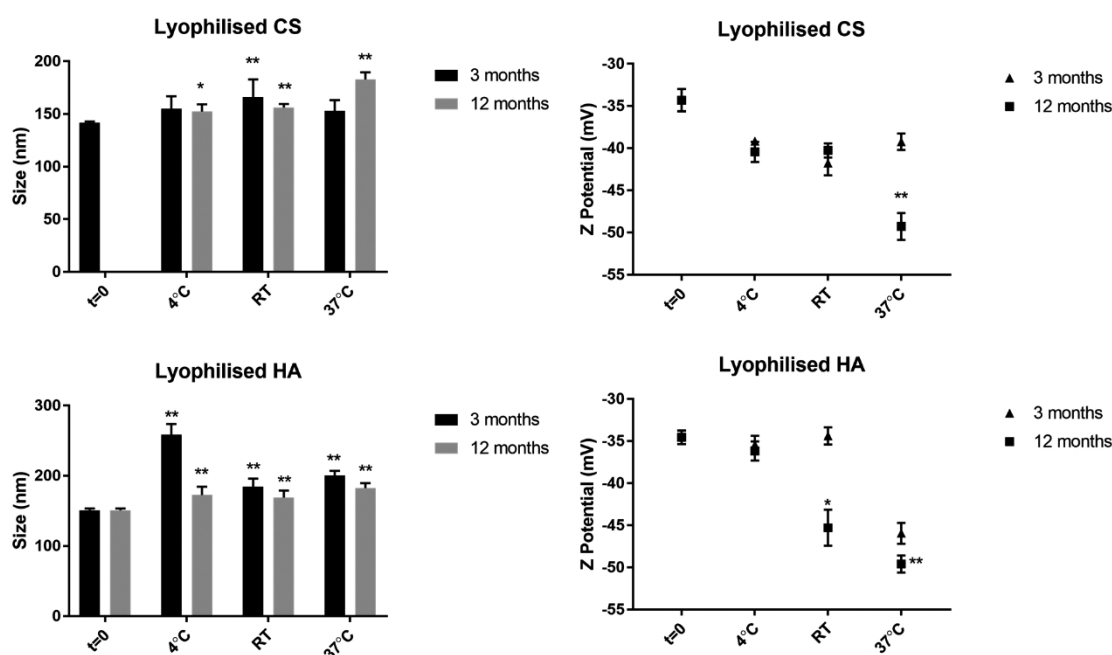 Lyophilised CS
200
150
100
50
0
Size (nm)
*
**
**
**
t=0
4°C
RT
37°C
3 months
12 months
Lyophilised CS
-30
-35
-40
-45
-50
-55
Z Potential (mV)
**
t=0
4°C
RT
37°C
3 months
12 months
Lyophilised HA
300
200
100
0
Size (nm)
**
**
**
**
**
**
t=0
4°C
RT
37°C
3 months
12 months
Lyophilised HA
-30
-35
-40
-45
-50
-55
Z Potential (mV)
*
**
t=0
4°C
RT
37°C
3 months
12 months